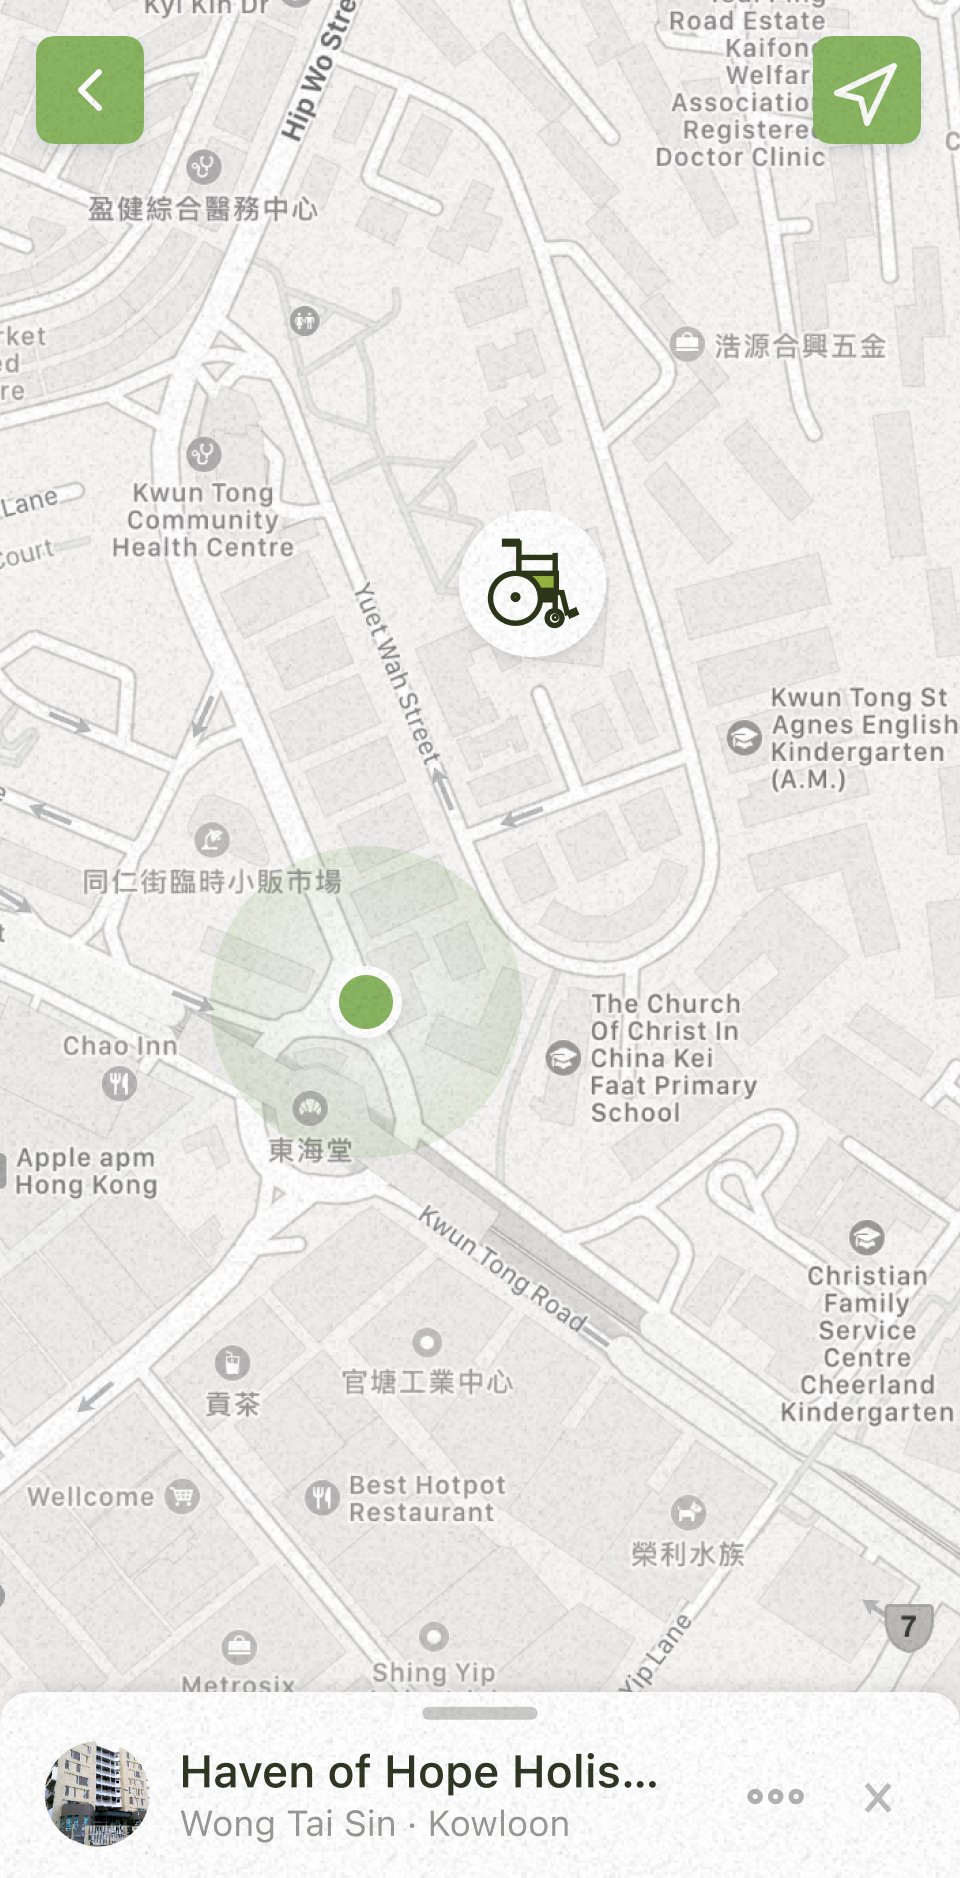 Kyi Kin Dr
Hip Wo Stre
Road Estate
Kaifong
Welfar
Association
Registered
Doctor Clinic
盈健綜合醫務中心
rket
ed
re
浩源合興五金
Kwun Tong
Community
Health Centre
Lane
Court
Yuet Wah Street
Kwun Tong St
Agnes English
Kindergarten
(A.M.)
同仁街臨時小販市場
The Church
Of Christ In
China Kei
Faat Primary
School
Chao Inn
東海堂
Apple apm
Hong Kong
Kwun Tong Road
Christian
Family
Service
Centre
Cheerland
Kindergarten
官塘工業中心
貢茶
Wellcome
Best Hotpot
Restaurant
榮利水族
7
Metrosix
Shing Yip
Yip Lane
Haven of Hope Holis...
Wong Tai Sin · Kowloon